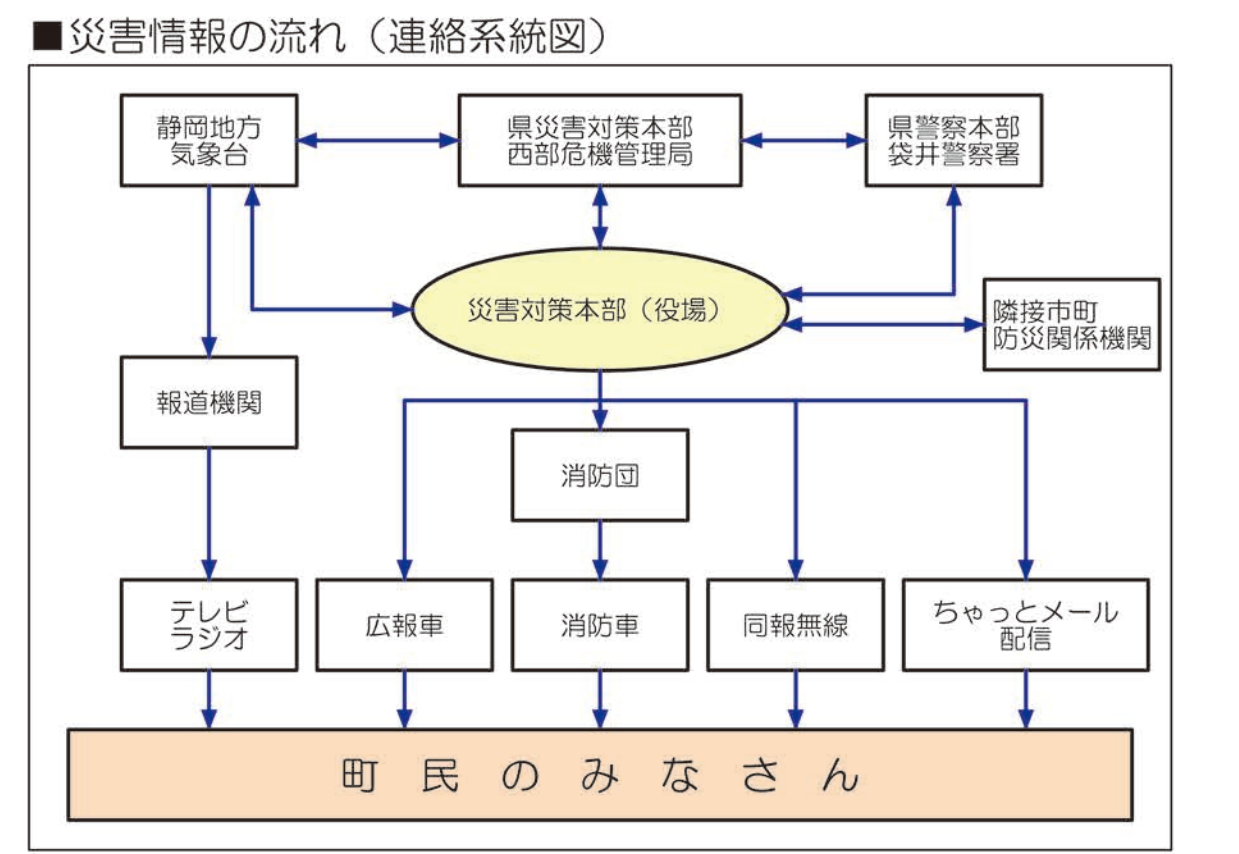 ■災害情報の流れ（連絡系統図）
静岡地方
気象台
県災害対策本部
西部危機管理局
県警察本部
袋井警察署
災害対策本部（役場）
隣接市町
防災関係機関
報道機関
消防団
テレビ
ラジオ
広報車
消防車
同報無線
ちゃっとメール
配信
町民のみなさん